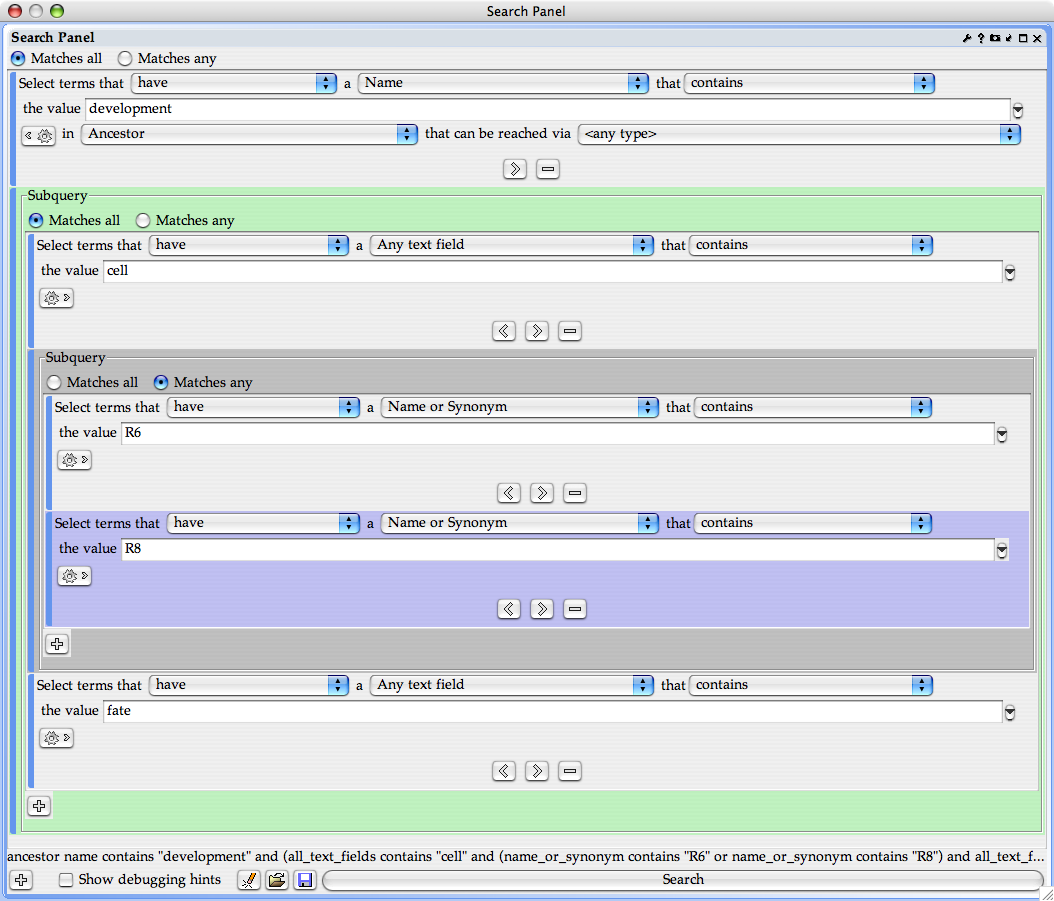 Search Panel
Search Panel
Matches all Matches any
Select terms that have a Name that contains
the value development
in Ancestor that can be reached via <any type>
Subquery
Matches all Matches any
Select terms that have a Any text field that contains
the value cell
Subquery
Matches all Matches any
Select terms that have a Name or Synonym that contains
the value R6
Select terms that have a Name or Synonym that contains
the value R8
Select terms that have a Any text field that contains
the value fate
ancestor name contains "development" and (all_text_fields contains "cell" and (name_or_synonym contains "R6" or name_or_synonym contains "R8") and all_text_f...
Show debugging hints Search